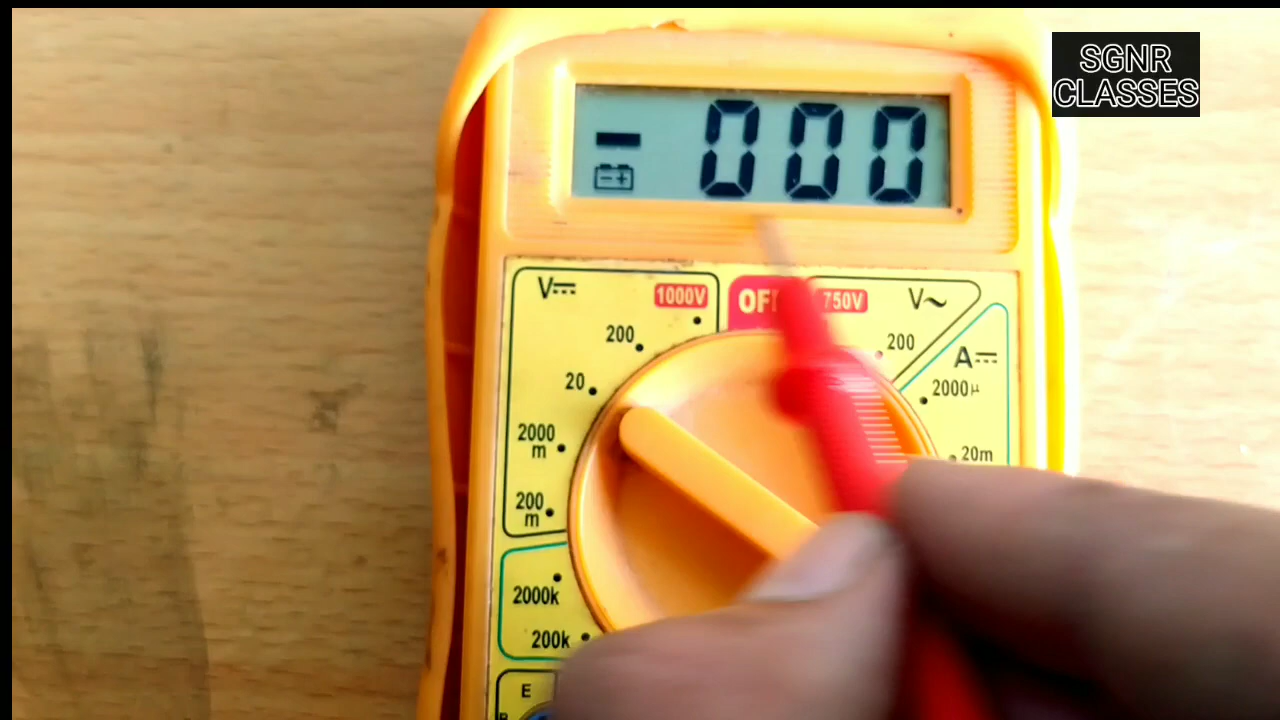 SGNR
CLASSES
- 000
V⎓
1000V
OFF
750V
V~
200
200
A⎓
20
2000µ
2000
m
20m
200
m
2000k
200k
E
B